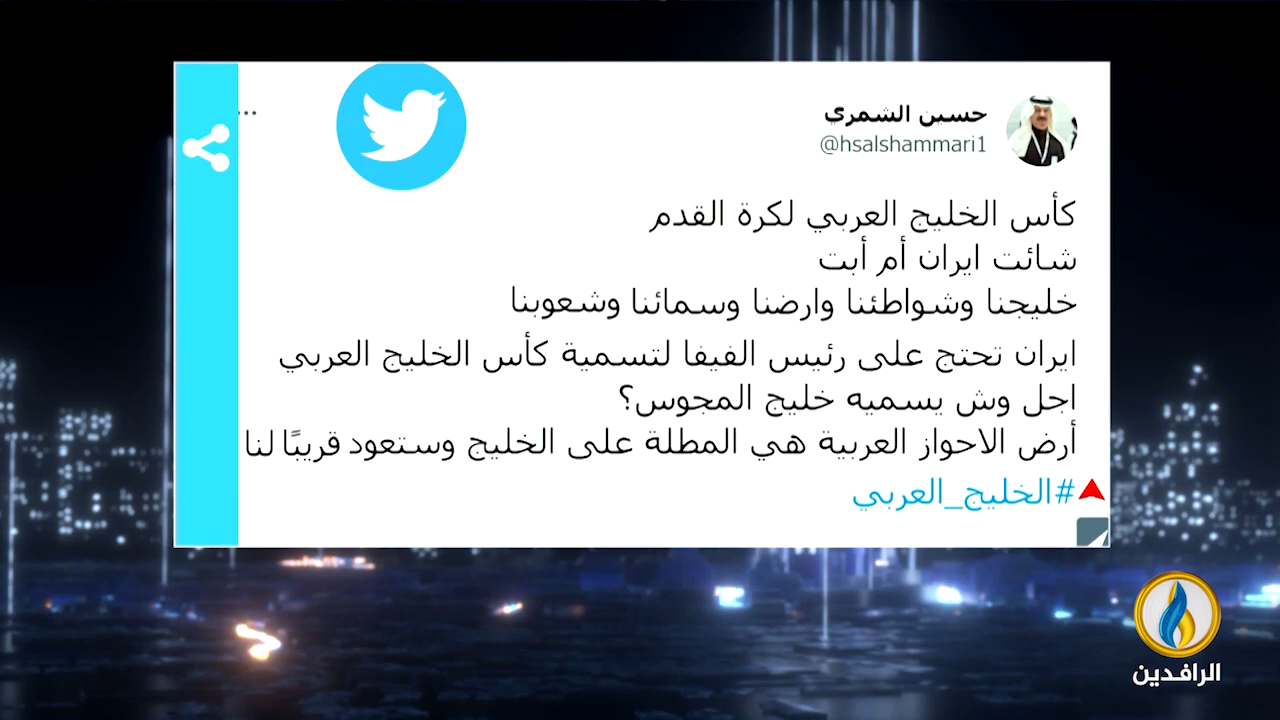 حسين الشمري
@hsalshammari1
كأس الخليج العربي لكرة القدم
شائت ايران أم أبت
خليجنا وشواطئنا وارضنا وسمائنا وشعوبنا
ايران تحتج على رئيس الفيفا لتسمية كأس الخليج العربي
اجل وش يسميه خليج المجوس؟
أرض الاحواز العربية هي المطلة على الخليج وستعود قريبًا لنا
#الخليج_العربي
الرافدين